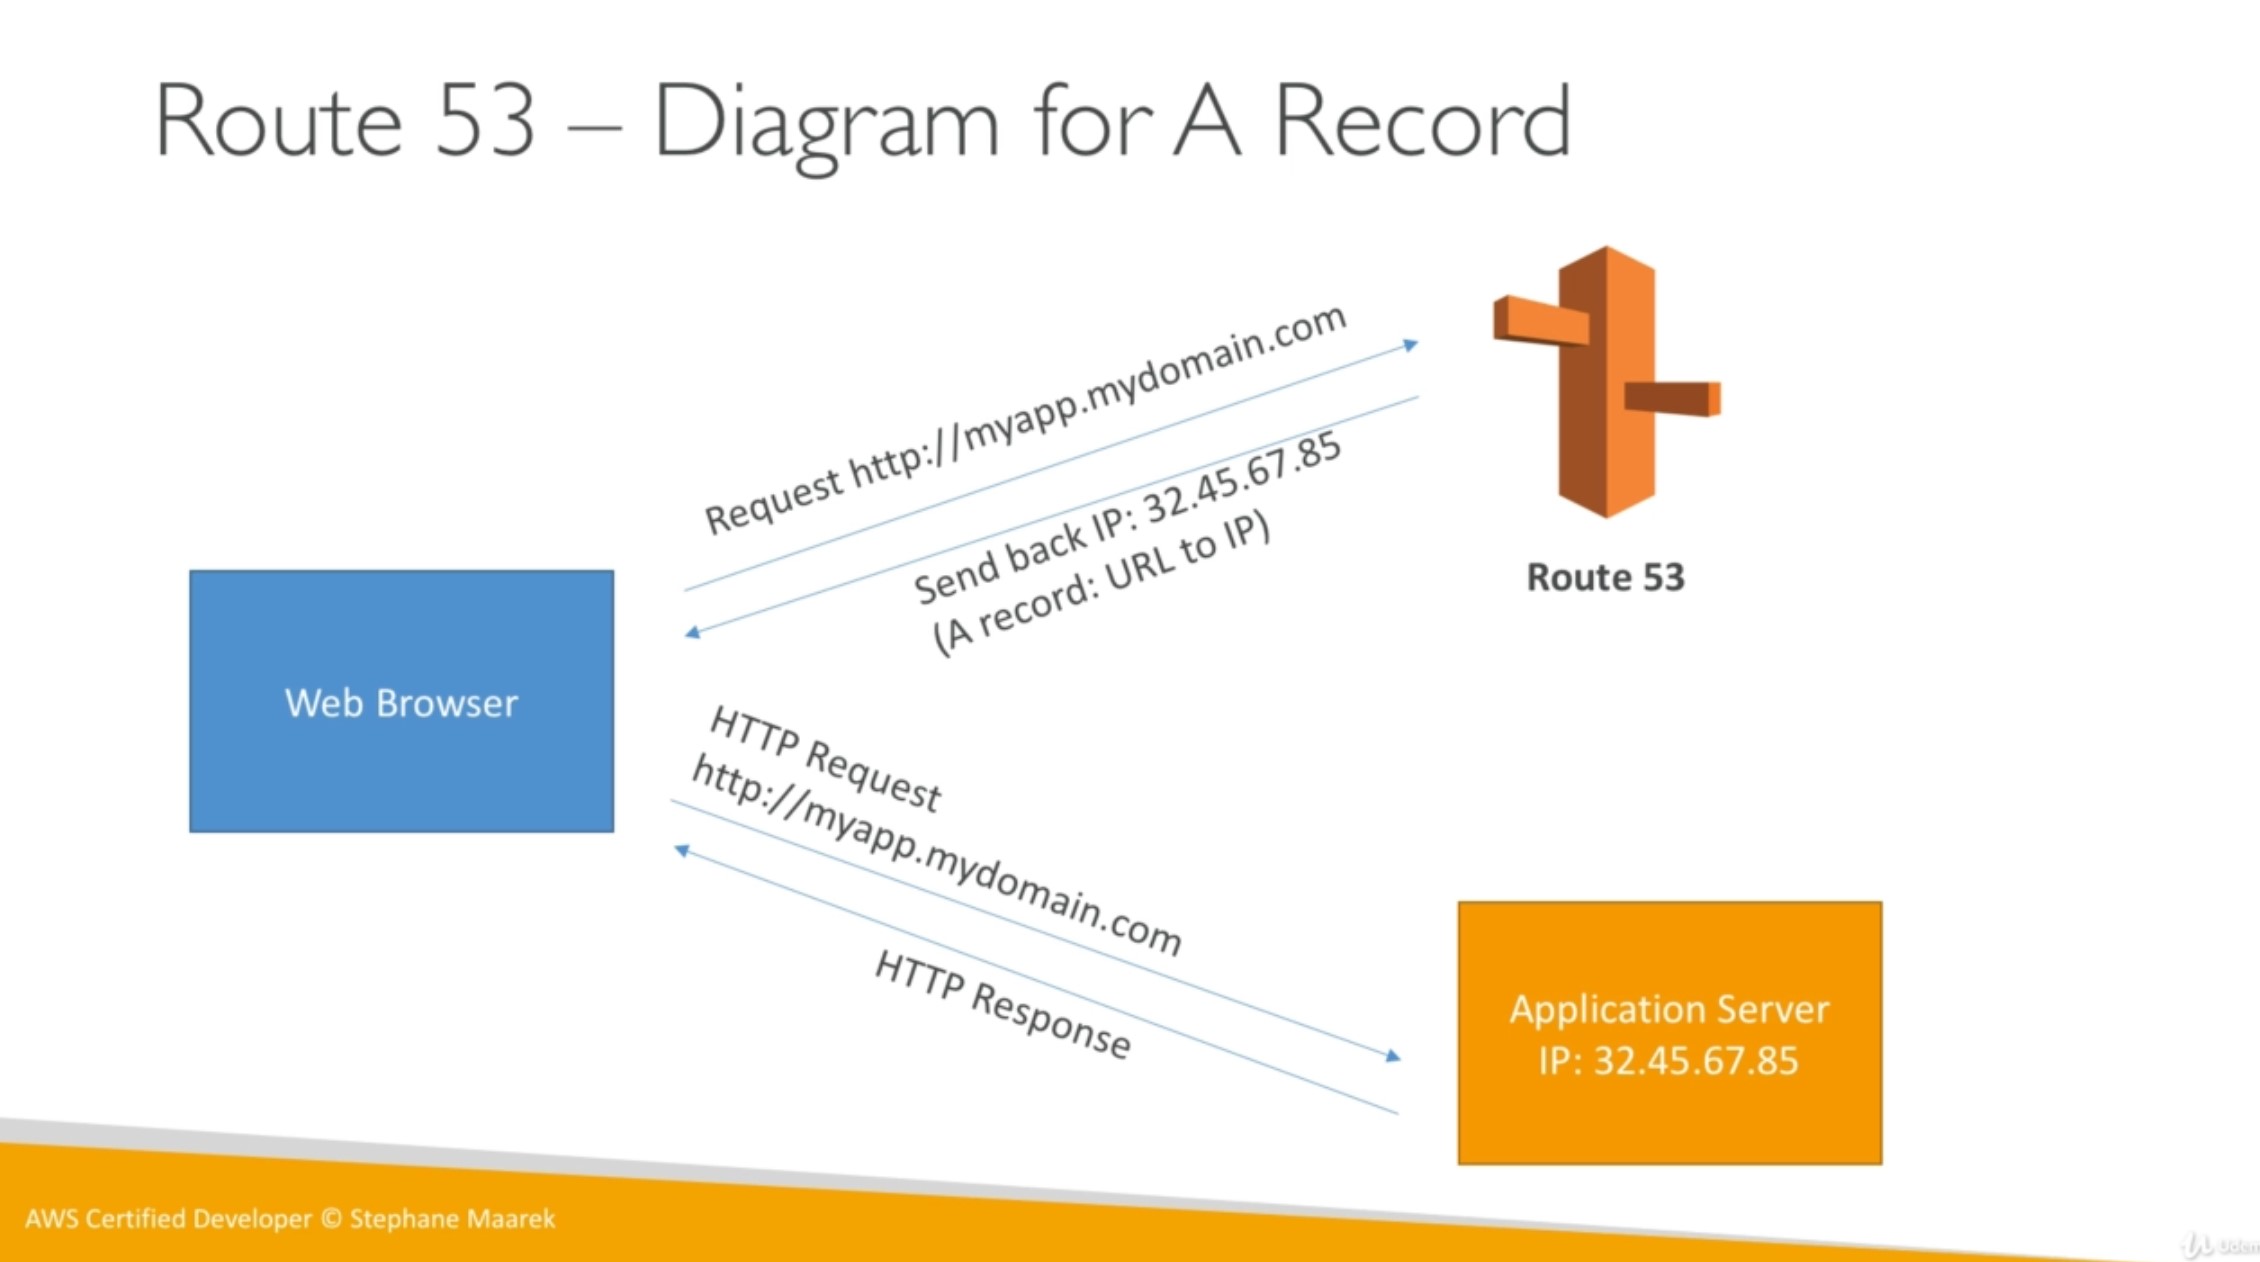 Route 53 – Diagram for A Record
Request http://myapp.mydomain.com
Send back IP: 32.45.67.85
(A record: URL to IP)
Route 53
Web Browser
HTTP Request
http://myapp.mydomain.com
HTTP Response
Application Server
IP: 32.45.67.85
AWS Certified Developer © Stephane Maarek